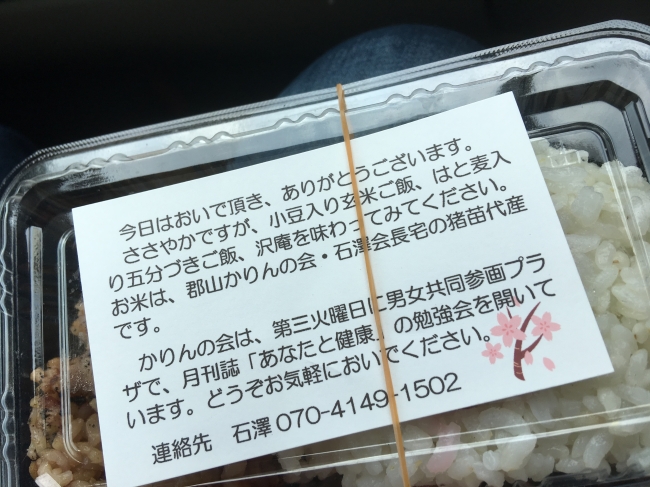 今日はおいで頂き、ありがとうございます。
ささやかですが、小豆入り玄米ご飯、はと麦入
り五分づきご飯、沢庵を味わってみてください。
お米は、郡山かりんの会・石澤会長宅の猪苗代産
です。
かりんの会は、第三火曜日に男女共同参画プラ
ザで、月刊誌「あなたと健康」の勉強会を開いて
います。どうぞお気軽においでください。
連絡先　石澤 070-4149-1502